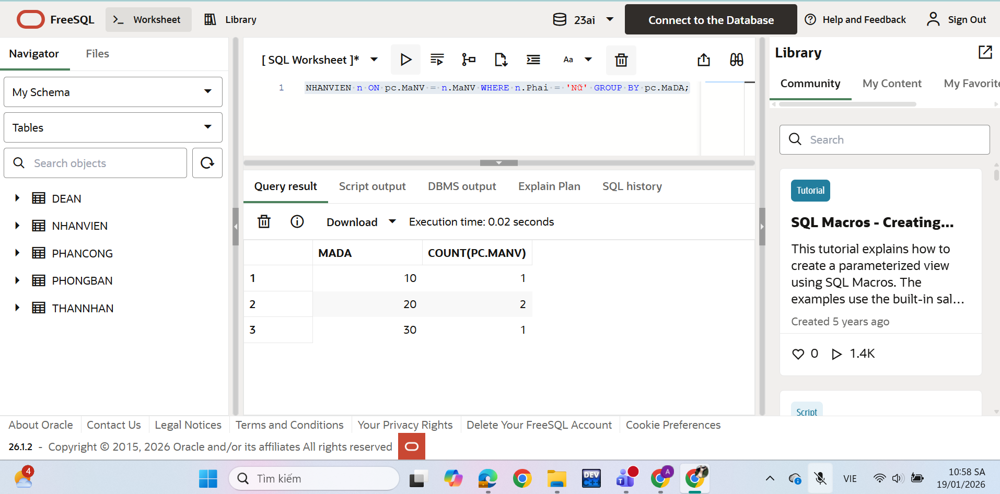 FreeSQL
>_ Worksheet
Library
23ai
Connect to the Database
Help and Feedback
Sign Out
Navigator
Files
My Schema
Tables
Search objects
DEAN
NHANVIEN
PHANCONG
PHONGBAN
THANNHAN
[ SQL Worksheet ]*
Aa
1 NHANVIEN n ON pc.MaNV = n.MaNV WHERE n.Phai = 'Nữ' GROUP BY pc.MaDA;
Query result
Script output
DBMS output
Explain Plan
SQL history
Download
Execution time: 0.02 seconds
MADA COUNT(PC.MANV)
1 10 1
2 20 2
3 30 1
Library
Community
My Content
My Favorite
Search
Tutorial
SQL Macros - Creating...
This tutorial explains how to
create a parameterized view
using SQL Macros. The
examples use the built-in sal...
Created 5 years ago
0 1.4K
Script
About Oracle
Contact Us
Legal Notices
Terms and Conditions
Your Privacy Rights
Delete Your FreeSQL Account
Cookie Preferences
26.1.2 - Copyright © 2015, 2026 Oracle and/or its affiliates All rights reserved
4
Tìm kiếm
DEV
C++
T
A
VIE
10:58 SA
19/01/2026